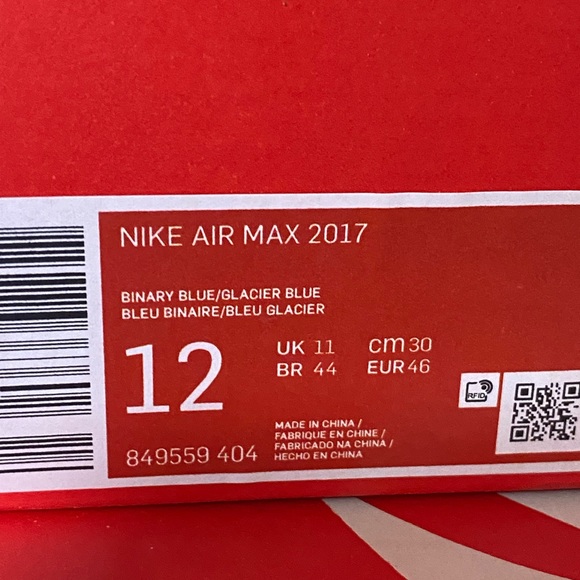 NIKE AIR MAX 2017
BINARY BLUE/GLACIER BLUE
BLEU BINAIRE/BLEU GLACIER
12
UK 11 cm 30
BR 44 EUR 46
849559 404
MADE IN CHINA /
FABRIQUE EN CHINE /
FABRICADO NA CHINA /
HECHO EN CHINA
RFID